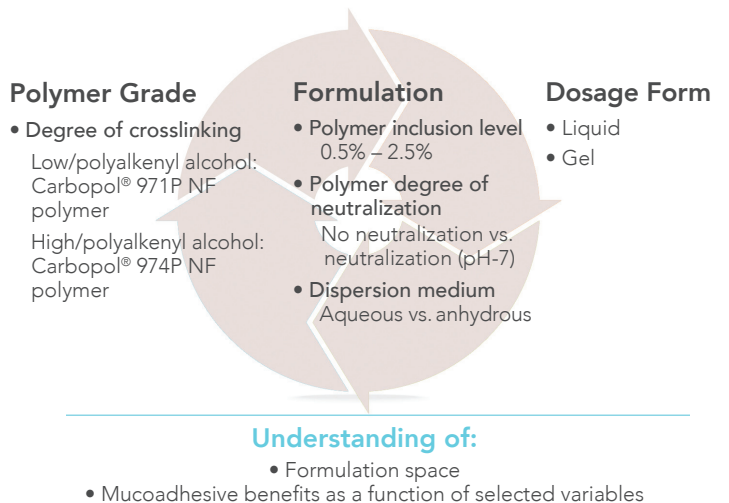 Polymer Grade
• Degree of crosslinking
Low/polyalkenyl alcohol:
Carbopol® 971P NF
polymer
High/polyalkenyl alcohol:
Carbopol® 974P NF
polymer
Formulation
• Polymer inclusion level
0.5% – 2.5%
• Polymer degree of
neutralization
No neutralization vs.
neutralization (pH-7)
• Dispersion medium
Aqueous vs. anhydrous
Dosage Form
• Liquid
• Gel
Understanding of:
• Formulation space
• Mucoadhesive benefits as a function of selected variables